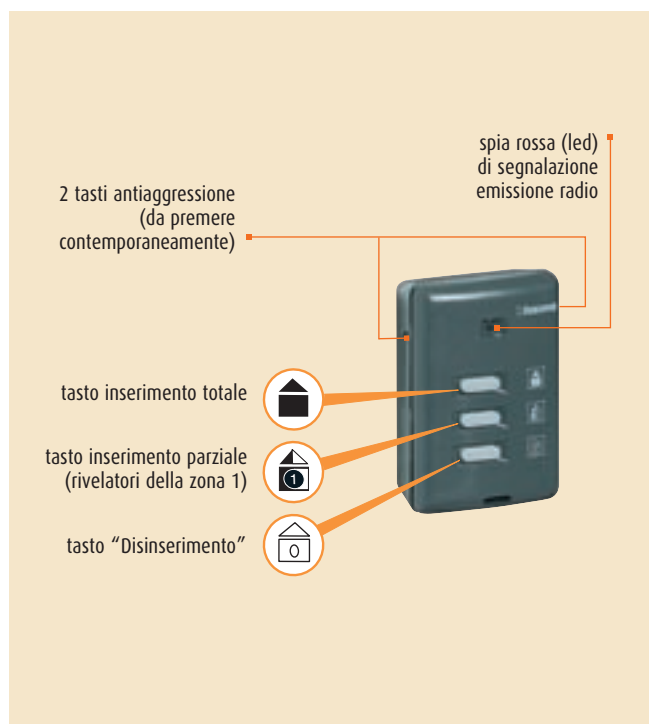 spia rossa (led)
di segnalazione
emissione radio
2 tasti antiaggressione
(da premere
contemporaneamente)
tasto inserimento totale
tasto inserimento parziale
(rivelatori della zona 1)
1
tasto “Disinserimento”
0